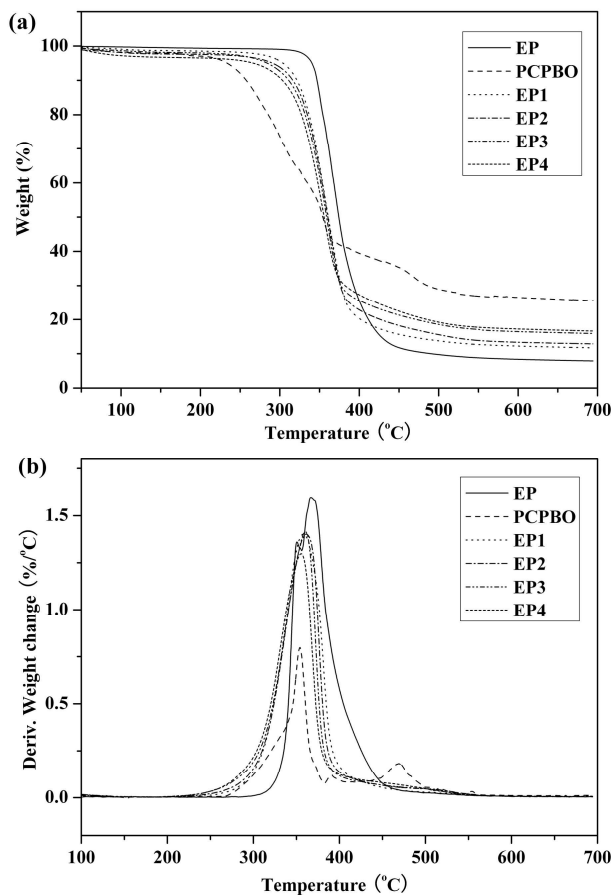 (a)
100
80
60
40
20
0
Weight (%)
EP
PCPBO
EP1
EP2
EP3
EP4
100 200 300 400 500 600 700
Temperature (°C)
(b)
1.5
1.0
0.5
0.0
Deriv. Weight change (%/°C)
EP
PCPBO
EP1
EP2
EP3
EP4
100 200 300 400 500 600 700
Temperature (°C)